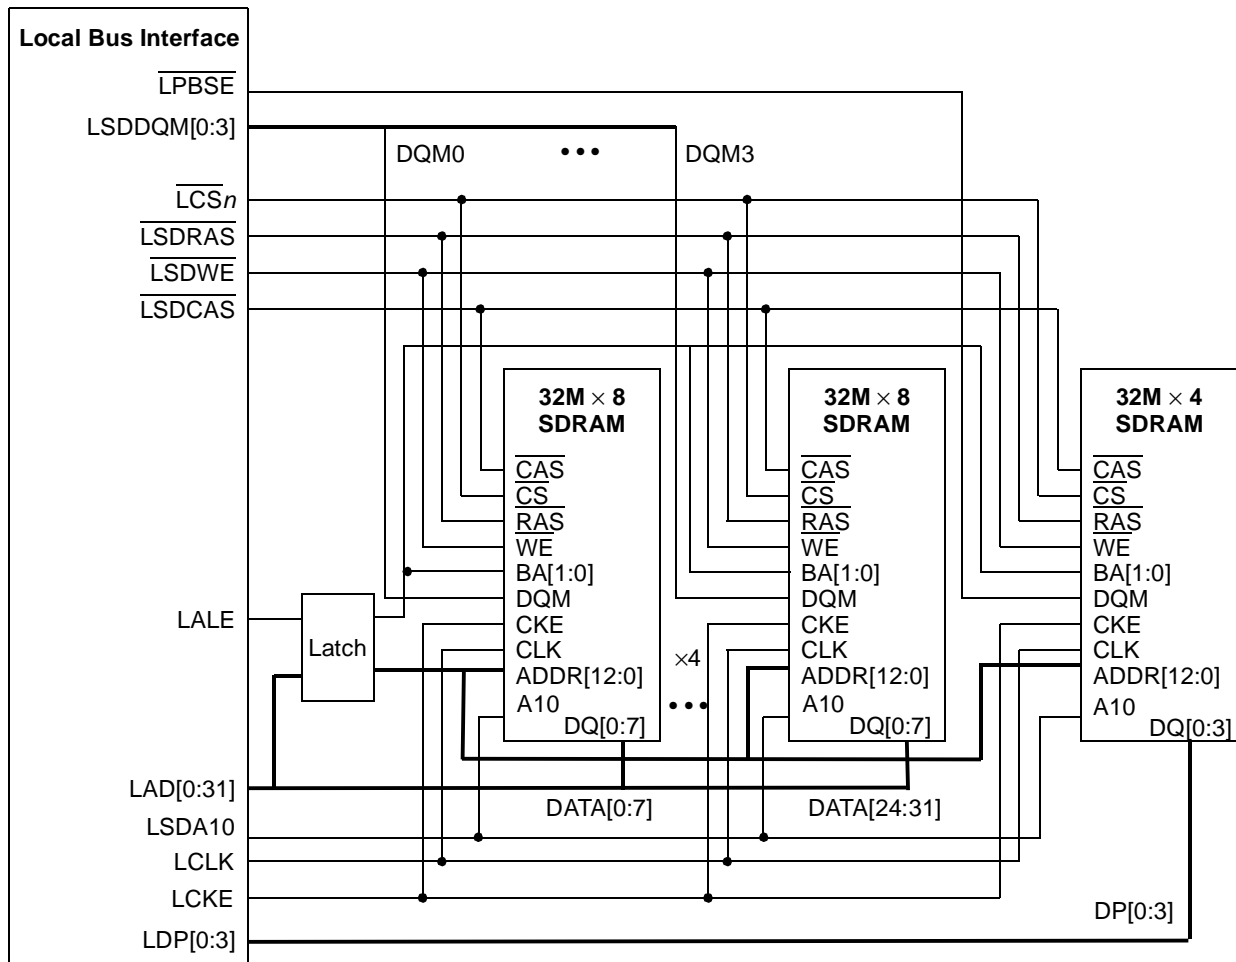 Local Bus Interface
LPBSE
LSDDQM[0:3]
DQM0
•••
DQM3
LCSn
LSDRAS
LSDWE
LSDCAS
32M × 8
SDRAM
CAS
CS
RAS
WE
BA[1:0]
DQM
CKE
CLK
ADDR[12:0]
A10
DQ[0:7]
×4
•••
32M × 8
SDRAM
CAS
CS
RAS
WE
BA[1:0]
DQM
CKE
CLK
ADDR[12:0]
A10
DQ[0:7]
32M × 4
SDRAM
CAS
CS
RAS
WE
BA[1:0]
DQM
CKE
CLK
ADDR[12:0]
A10
DQ[0:3]
LALE
Latch
LAD[0:31]
DATA[0:7]
DATA[24:31]
LSDA10
LCLK
LCKE
DP[0:3]
LDP[0:3]